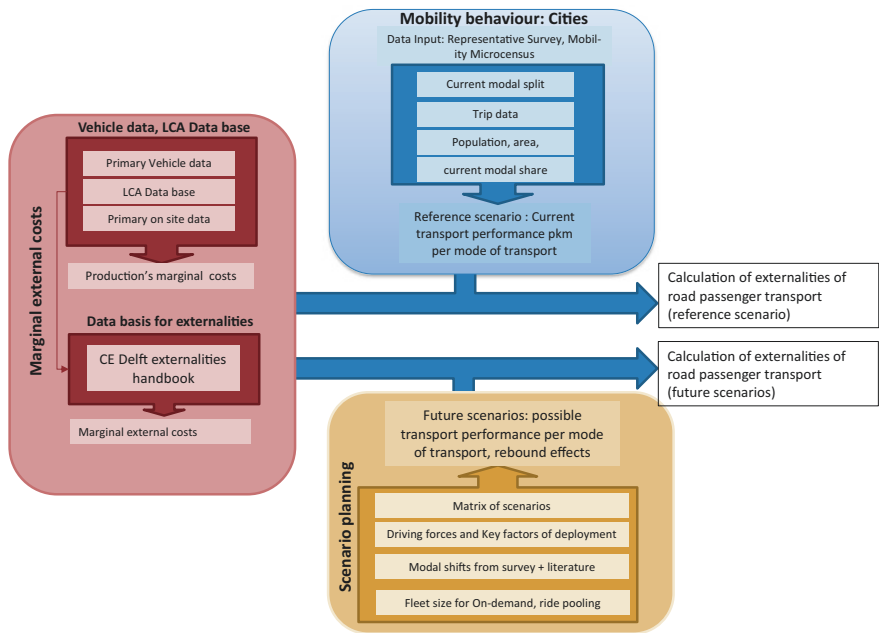 Mobility behaviour: Cities
Data Input: Representative Survey, Mobil-
ity Microcensus
Current modal split
Trip data
Population, area,
current modal share
Reference scenario : Current
transport performance pkm
per mode of transport
Marginal external costs
Vehicle data, LCA Data base
Primary Vehicle data
LCA Data base
Primary on site data
Production's marginal costs
Data basis for externalities
CE Delft externalities
handbook
Marginal external costs
Calculation of externalities of
road passenger transport
(reference scenario)
Calculation of externalities of
road passenger transport
(future scenarios)
Scenario planning
Future scenarios: possible
transport performance per mode
of transport, rebound effects
Matrix of scenarios
Driving forces and Key factors of deployment
Modal shifts from survey + literature
Fleet size for On-demand, ride pooling